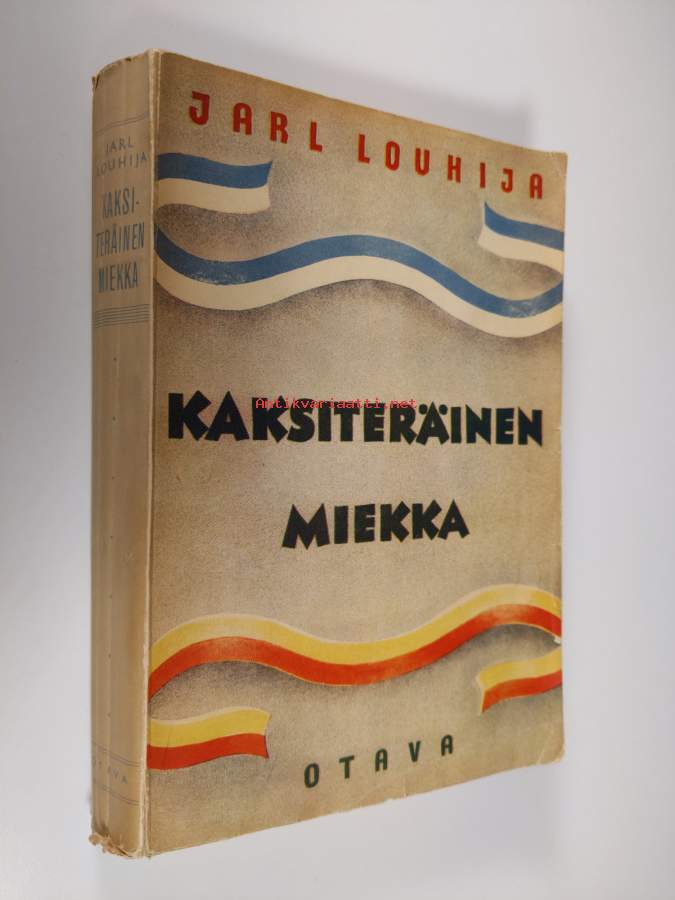 JARL LOUHIJA
KAKSITERÄINEN
MIEKKA
OTAVA
JARL
LOUHIJA
KAKSI-
TERÄINEN
MIEKKA
OTAVA
Antikvariaatti.net